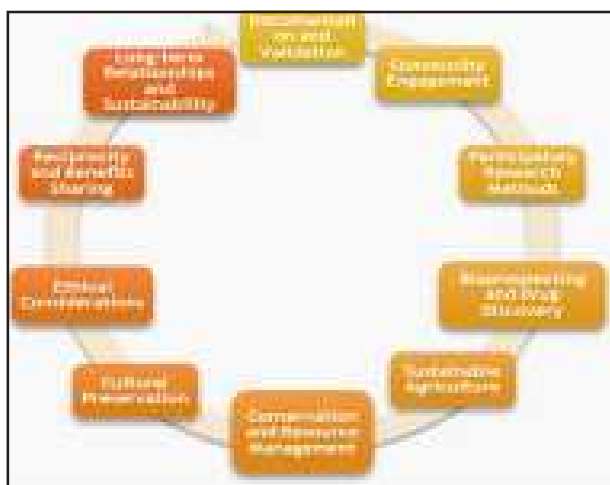 Documentati
on and
Validation
Community
Engagement
Participatory
Research
Methods
Bioprospecting
and Drug
Discovery
Sustainable
Agriculture
Conservation
and Resource
Management
Cultural
Preservation
Ethical
Considerations
Reciprocity
and Benefits
Sharing
Long-term
Relationships
and
Sustainability